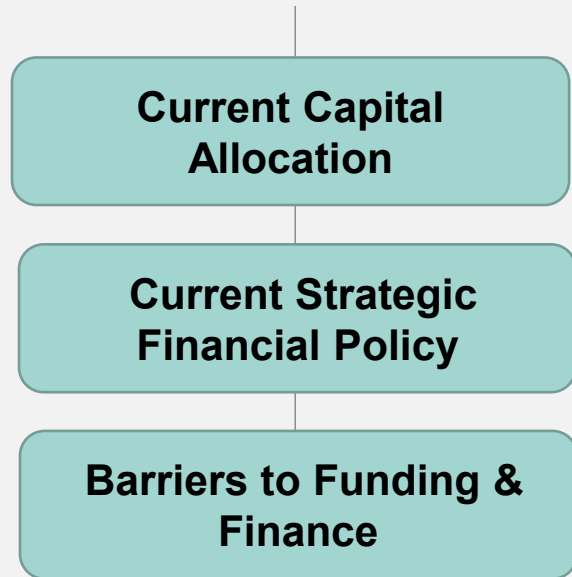 Current Capital
Allocation
Current Strategic
Financial Policy
Barriers to Funding &
Finance